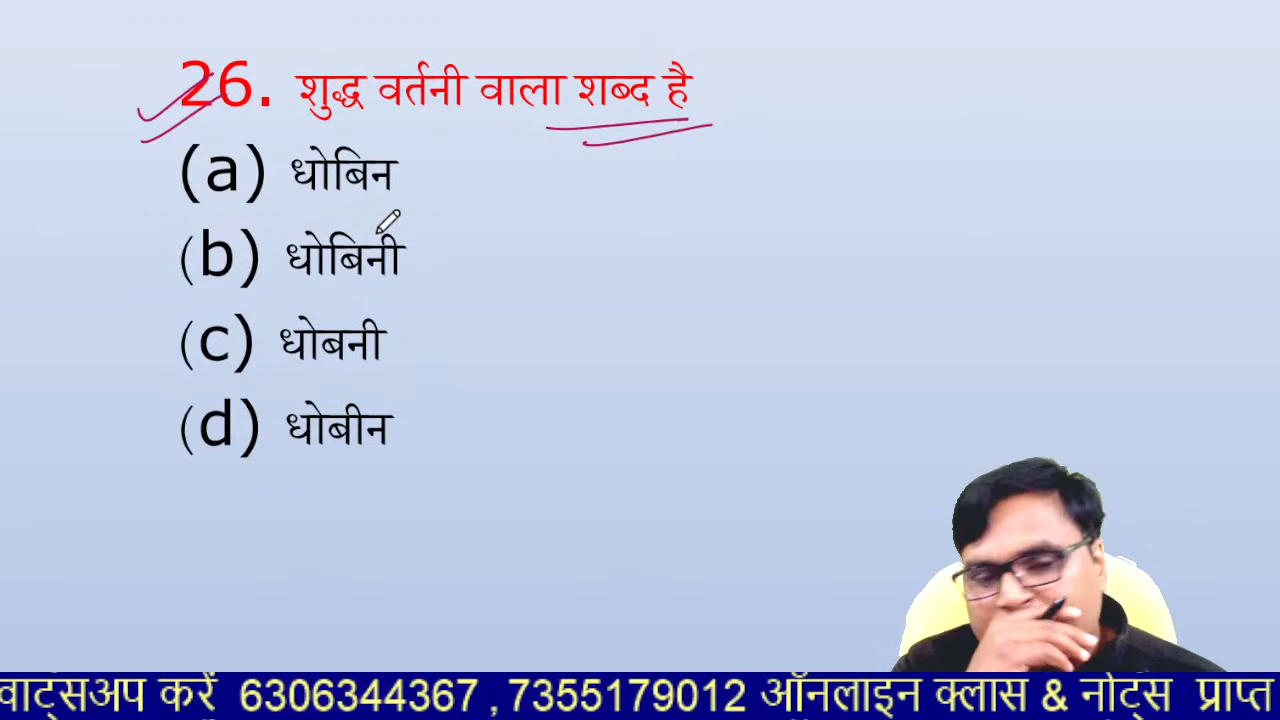 26. शुद्ध वर्तनी वाला शब्द है
(a) धोबिन
(b) धोबिनी
(c) धोबनी
(d) धोबीन
वाट्सअप करें 6306344367 , 7355179012 ऑनलाइन क्लास & नोट्स प्राप्त